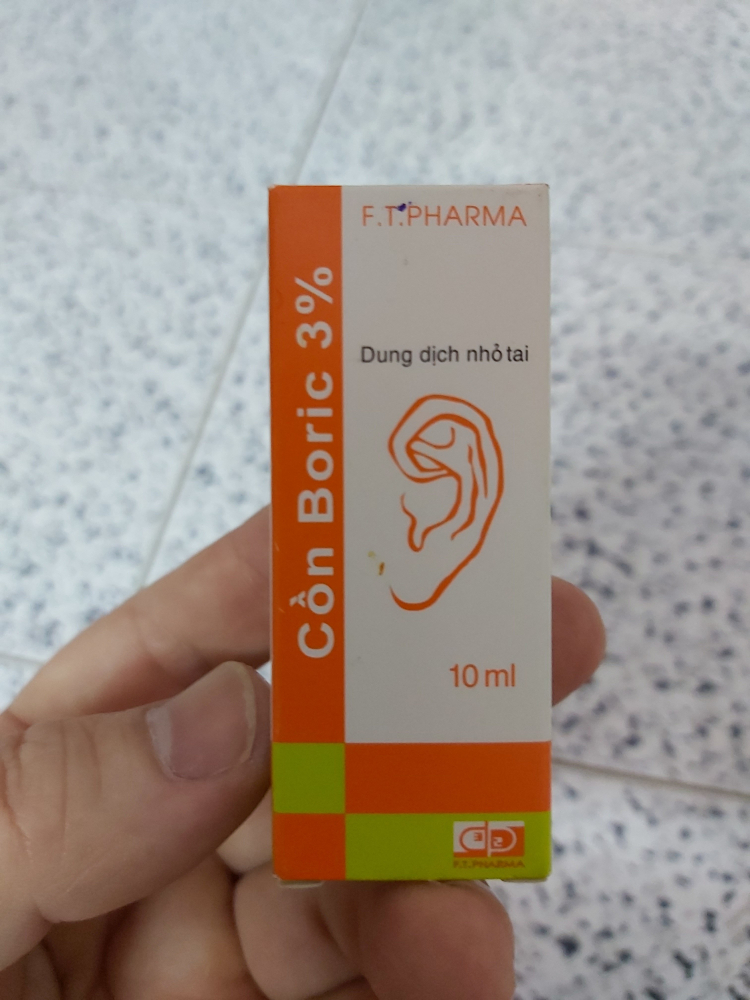 F.T.PHARMA
Cồn Boric 3%
Dung dịch nhỏ tai
10 ml
F.T.PHARMA